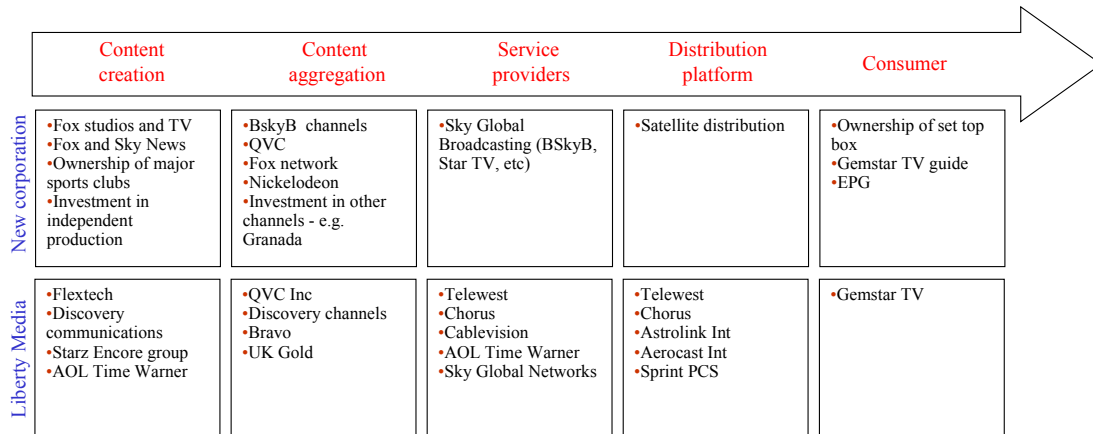 Content
creation
Content
aggregation
Service
providers
Distribution
platform
Consumer
New corporation
•Fox studios and TV
•Fox and Sky News
•Ownership of major
sports clubs
•Investment in
independent
production
•BskyB channels
•QVC
•Fox network
•Nickelodeon
•Investment in other
channels - e.g.
Granada
•Sky Global
Broadcasting (BSkyB,
Star TV, etc)
•Satellite distribution
•Ownership of set top
box
•Gemstar TV guide
•EPG
Liberty Media
•Flextech
•Discovery
communications
•Starz Encore group
•AOL Time Warner
•QVC Inc
•Discovery channels
•Bravo
•UK Gold
•Telewest
•Chorus
•Cablevision
•AOL Time Warner
•Sky Global Networks
•Telewest
•Chorus
•Astrolink Int
•Aerocast Int
•Sprint PCS
•Gemstar TV